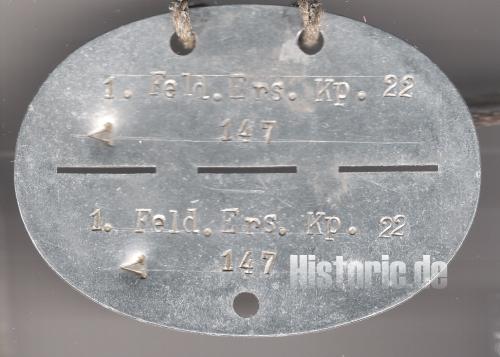 1. Feld.Ers. Kp. 22
A
147
1. Feld.Ers. Kp. 22
A
147
Historic.de